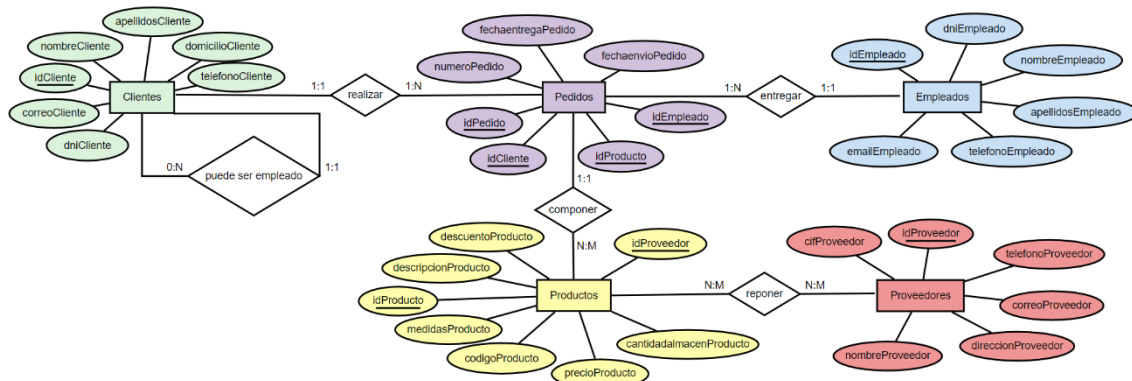 apellidosCliente
nombreCliente
domicilioCliente
idCliente
telefonoCliente
Clientes
correoCliente
dniCliente
0:N
puede ser empleado
1:1
1:1
realizar
1:N
fechaentregaPedido
fechaenvioPedido
numeroPedido
Pedidos
idPedido
idEmpleado
idCliente
idProducto
1:N
entregar
1:1
dniEmpleado
idEmpleado
nombreEmpleado
Empleados
apellidosEmpleado
emailEmpleado
telefonoEmpleado
1:1
componer
N:M
descuentoProducto
idProveedor
descripcionProducto
idProducto
Productos
medidasProducto
cantidadalmacenProducto
codigoProducto
precioProducto
N:M
reponer
N:M
cifProveedor
idProveedor
telefonoProveedor
Proveedores
correoProveedor
direccionProveedor
nombreProveedor